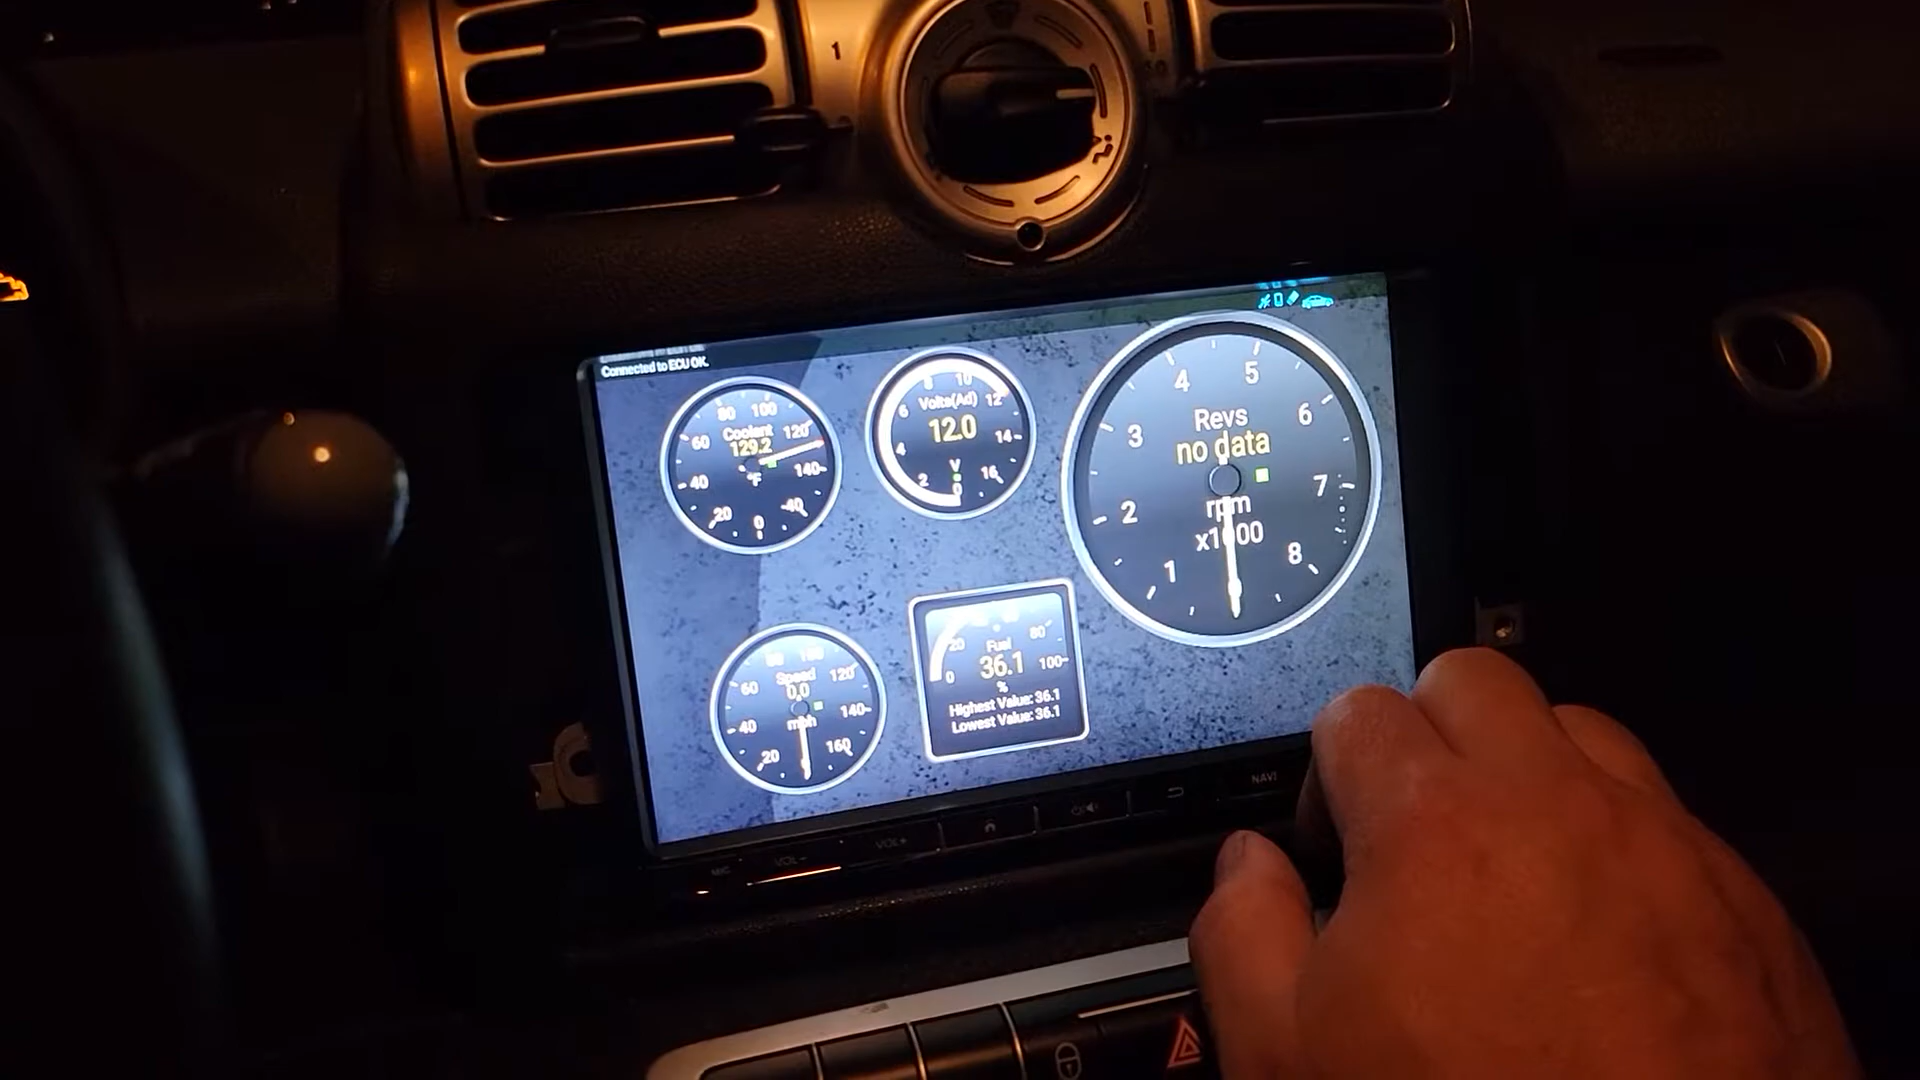 1
Connected to ECU OK.
80 100
60 Coolant 120
129.2
40 °F 140
20 0 -40
8 10
6 Volts(Ad) 12
12.0
4 14
V
2 0 16
4 5
3 Revs 6
no data
2 rpm 7
x1000
1 8
60 Speed 120
0.0
40 mph 140
20 160
20 Fuel 80
0 36.1 100
%
Highest Value: 36.1
Lowest Value: 36.1
MIC VOL- VOL+ NAVI